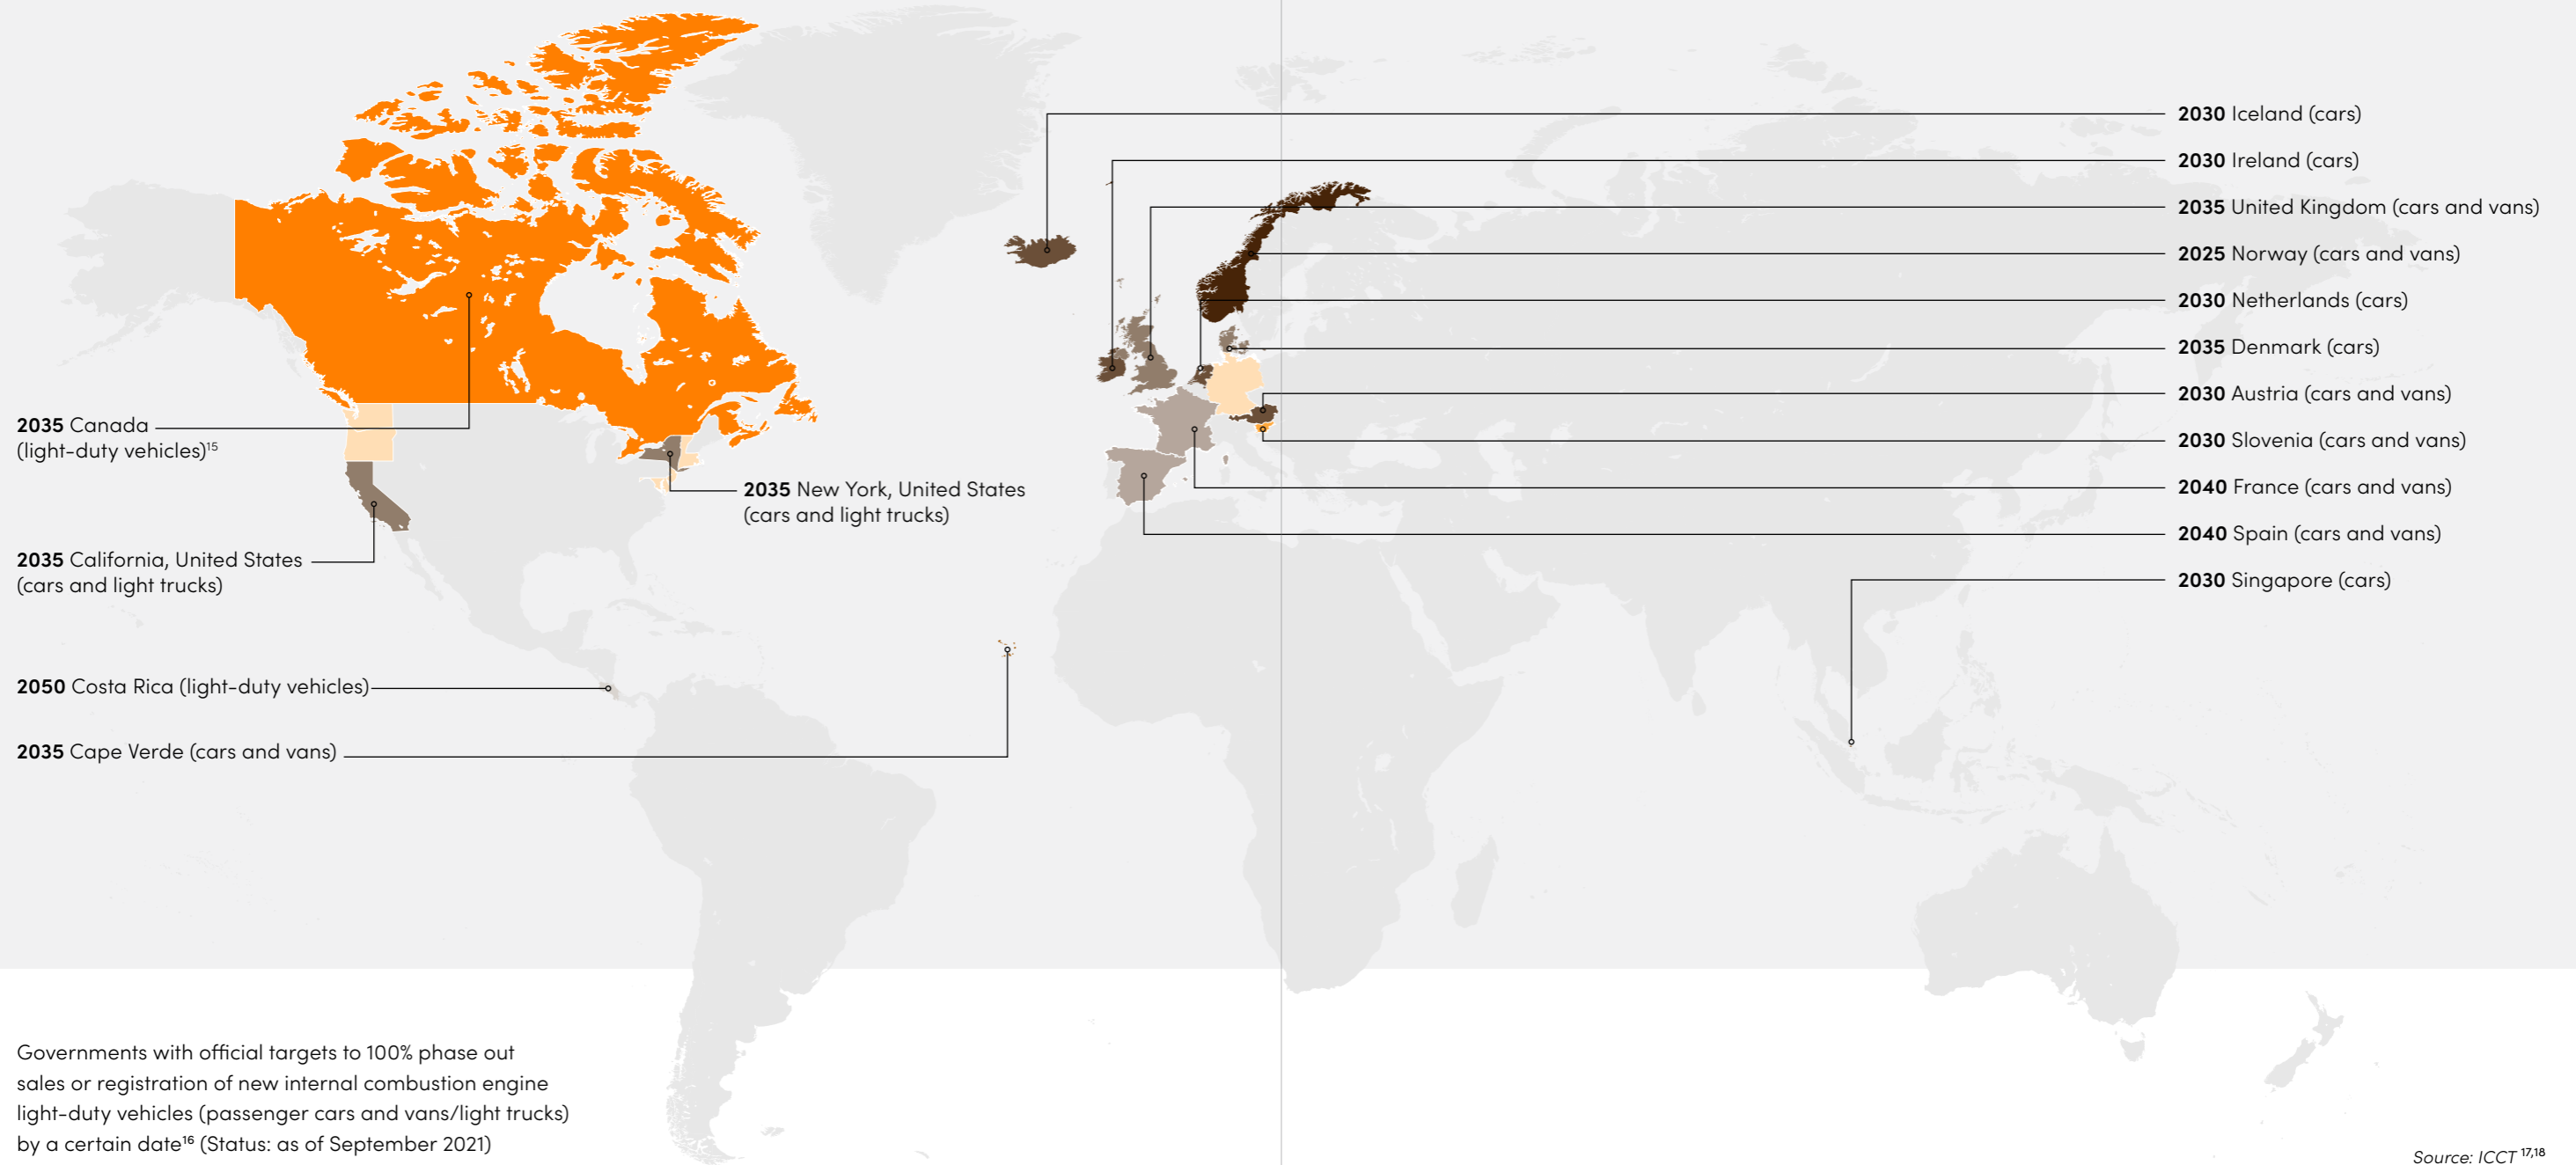 2030 Iceland (cars)
2030 Ireland (cars)
2035 United Kingdom (cars and vans)
2025 Norway (cars and vans)
2030 Netherlands (cars)
2035 Denmark (cars)
2030 Austria (cars and vans)
2030 Slovenia (cars and vans)
2040 France (cars and vans)
2040 Spain (cars and vans)
2030 Singapore (cars)
2035 Canada
(light-duty vehicles)¹⁵
2035 New York, United States
(cars and light trucks)
2035 California, United States
(cars and light trucks)
2050 Costa Rica (light-duty vehicles)
2035 Cape Verde (cars and vans)
Governments with official targets to 100% phase out
sales or registration of new internal combustion engine
light-duty vehicles (passenger cars and vans/light trucks)
by a certain date¹⁶ (Status: as of September 2021)
Source: ICCT ¹⁷,¹⁸